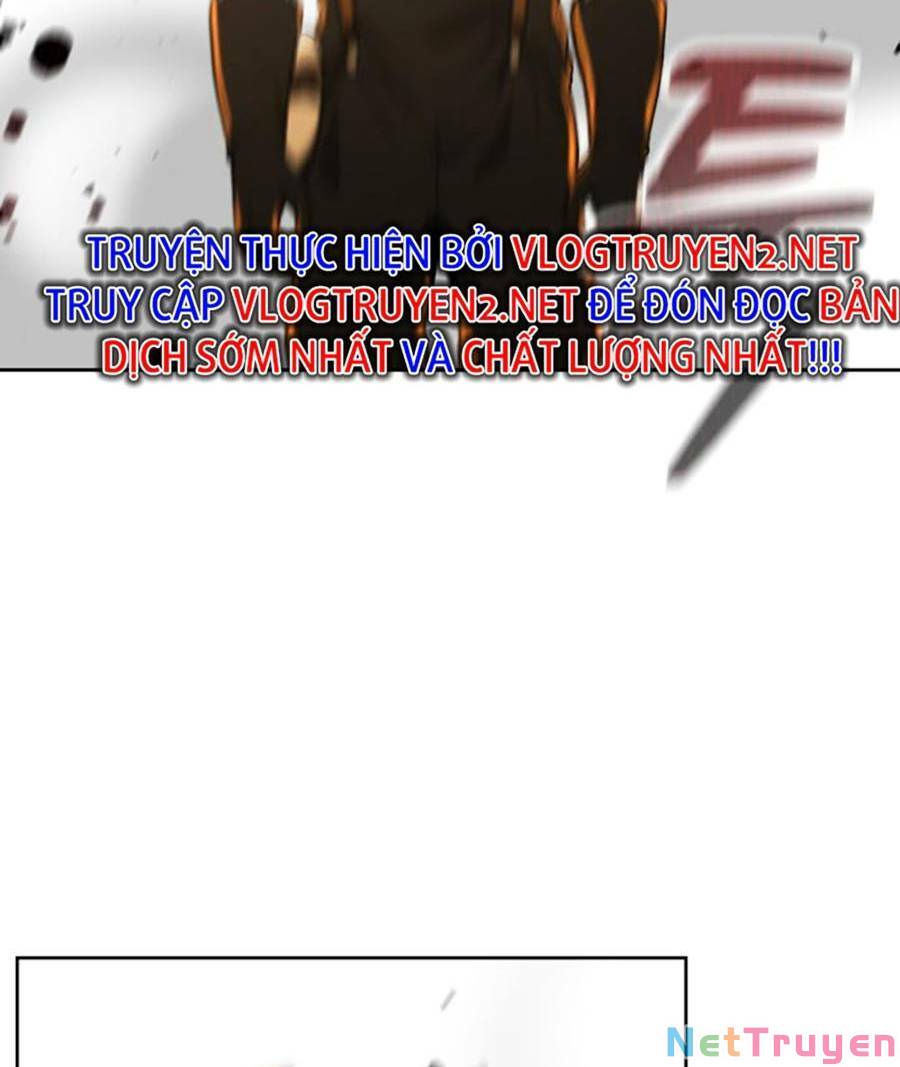 트
TRUYỆN THỰC HIỆN BỞI VLOGTRUYEN2.NET
TRUY CẬP VLOGTRUYEN2.NET ĐỂ ĐÓN ĐỌC BẢN
DỊCH SỚM NHẤT VÀ CHẤT LƯỢNG NHẤT!!!
NetTruyen